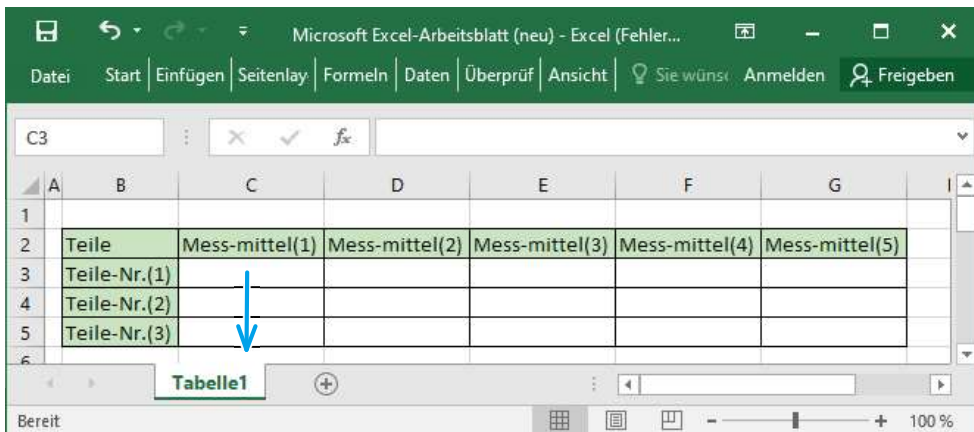 Microsoft Excel-Arbeitsblatt (neu) - Excel (Fehler...
Datei Start Einfügen Seitenlay Formeln Daten Überprüf Ansicht Sie wüns Anmelden Freigeben
C3 fx
A B C D E F G I
1
2 Teile Mess-mittel(1) Mess-mittel(2) Mess-mittel(3) Mess-mittel(4) Mess-mittel(5)
3 Teile-Nr.(1)
4 Teile-Nr.(2)
5 Teile-Nr.(3)
6
Tabelle1
Bereit 100 %